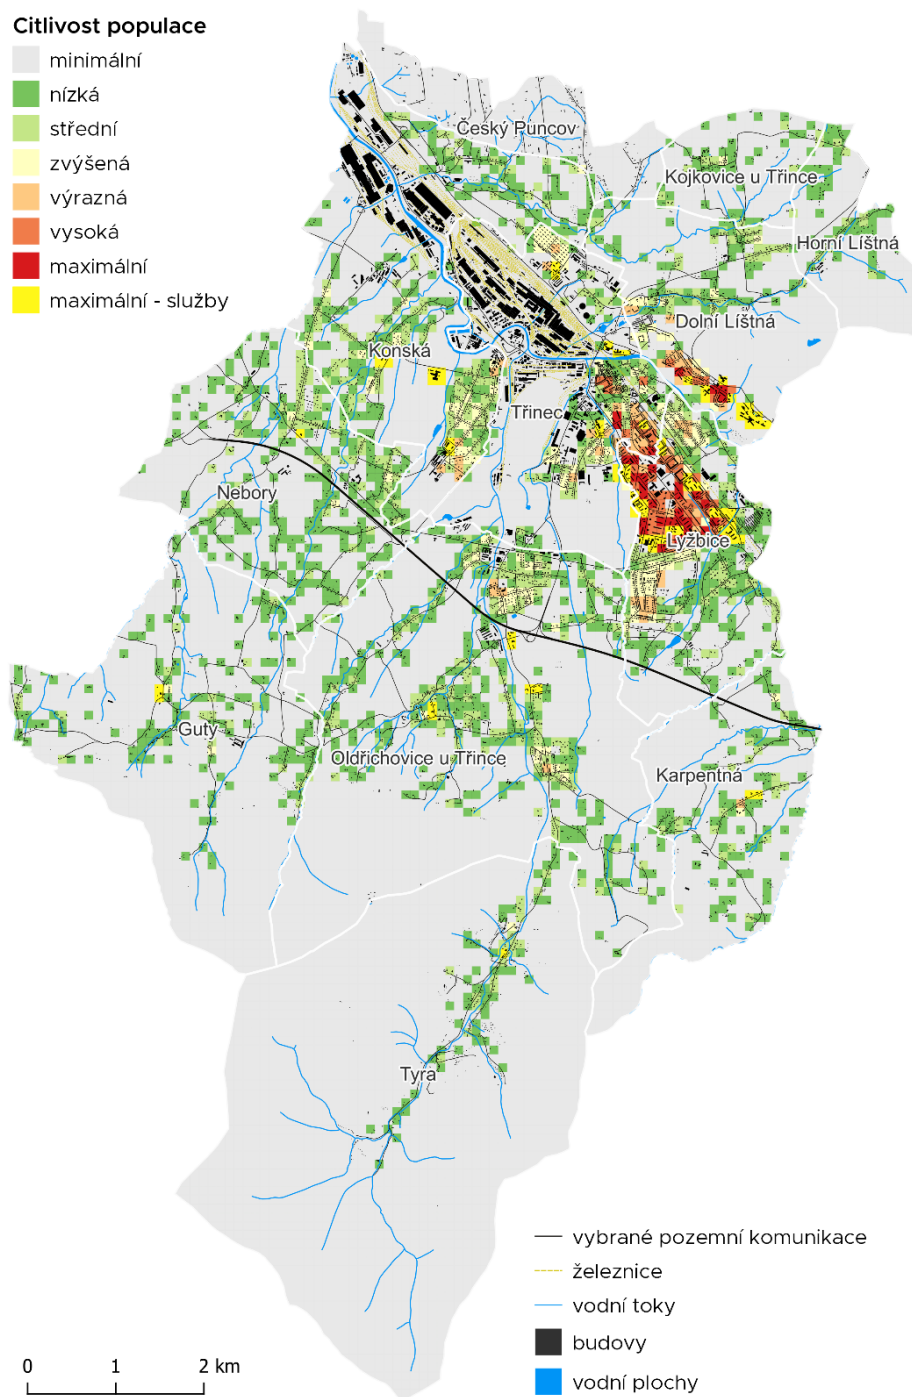 Citlivost populace
minimální
nízká
střední
zvýšená
výrazná
vysoká
maximální
maximální - služby
Český Puncov
Kojkovice u Třince
Horní Líštná
Dolní Líštná
Konská
Třinec
Nebory
Lyžbice
Guty
Oldřichovice u Třince
Karpentná
Tyra
vybrané pozemní komunikace
železnice
vodní toky
budovy
vodní plochy
0 1 2 km